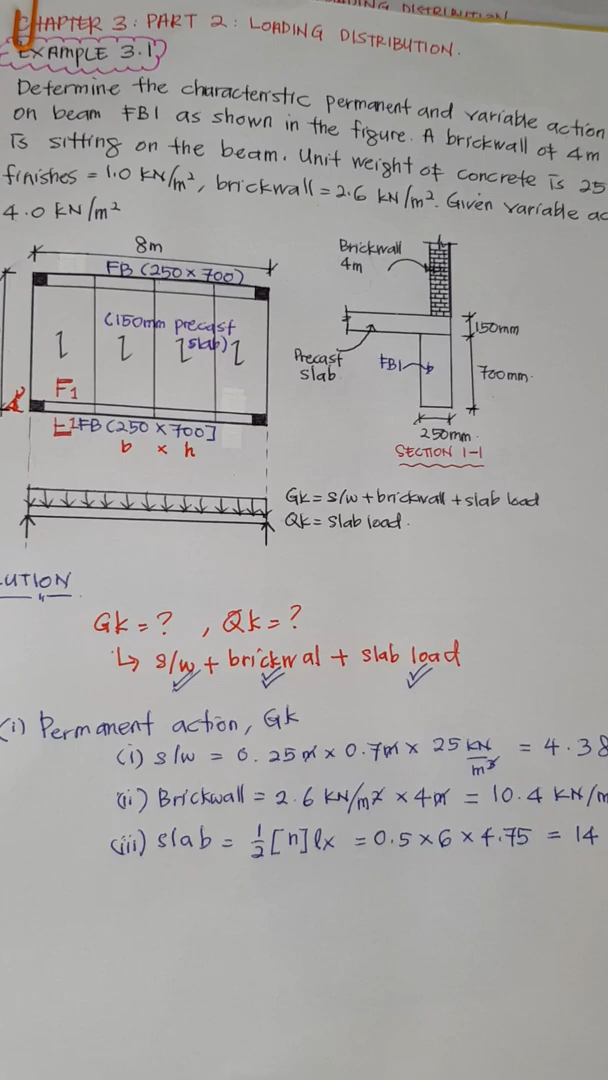 LOADING DISTRIBUTION
CHAPTER 3: PART 2: LOADING DISTRIBUTION.
EXAMPLE 3.1
Determine the characteristic permanent and variable action
on beam FB1 as shown in the figure. A brickwall of 4m
is sitting on the beam. Unit weight of concrete is 25
finishes = 1.0 kN/m², brickwall = 2.6 kN/m². Given variable ac
4.0 kN/m²
8m
FB (250 x 700)
(150mm precast
slab)
F1
FB (250 x 700]
b x h
Brickwall
4m
150mm
Precast
slab
FB1
700mm.
250mm.
SECTION 1-1
Gk = s/w + brickwall + slab load
Qk = slab load.
LUTION
Gk = ? , Qk = ?
↳ s/w + brickwal + slab load
(i) Permanent action, Gk
(i) s/w = 0.25m x 0.7m x 25 kN/m³ = 4.38
(ii) Brickwall = 2.6 kN/m² x 4m = 10.4 kN/m
(iii) slab = ½ [n] lx = 0.5 x 6 x 4.75 = 14